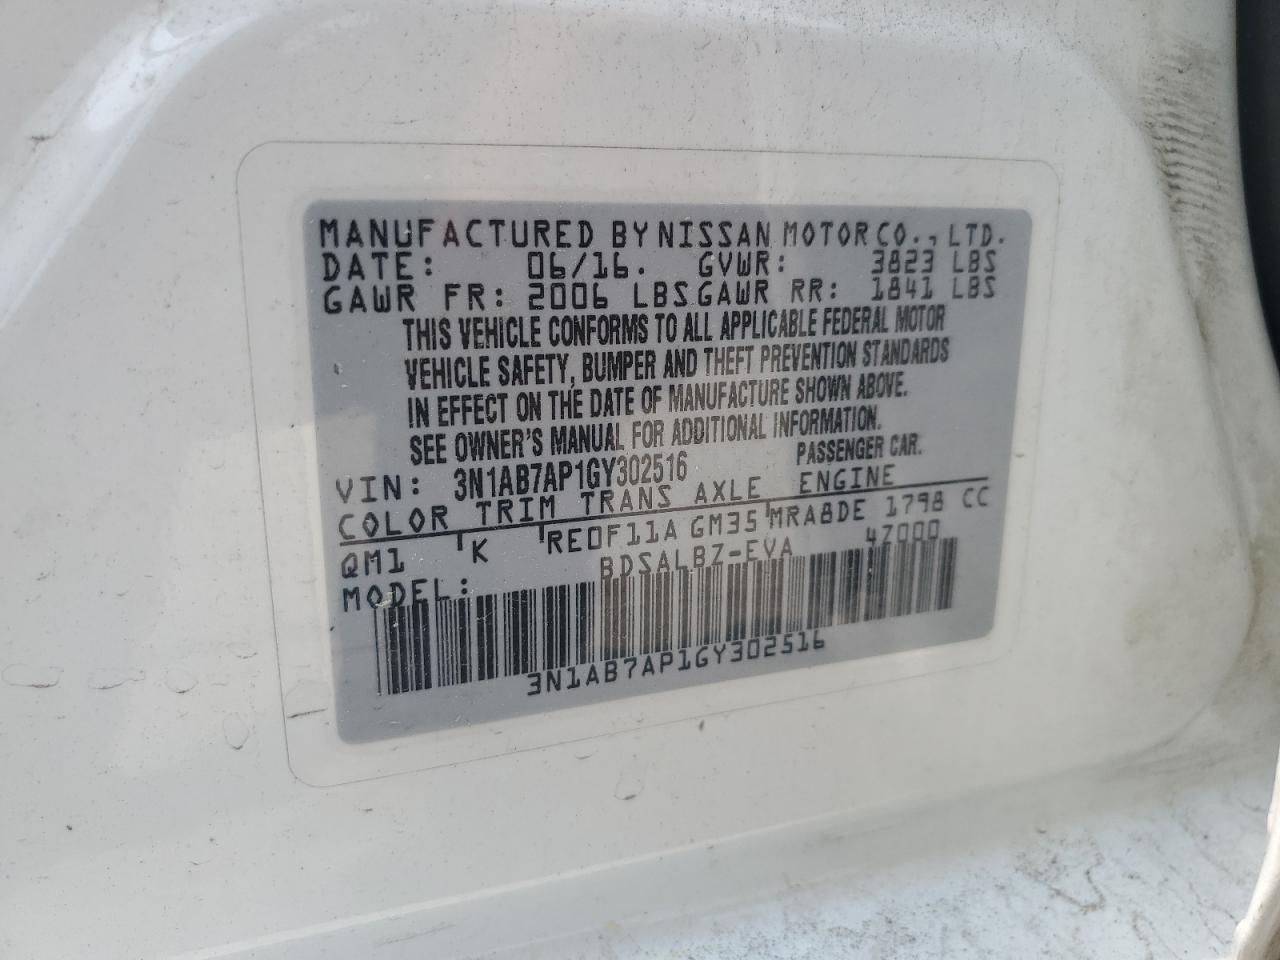 MANUFACTURED BY NISSAN MOTOR CO., LTD.
DATE: 06/16. GVWR: 3823 LBS
GAWR FR: 2006 LBS GAWR RR: 1841 LBS
THIS VEHICLE CONFORMS TO ALL APPLICABLE FEDERAL MOTOR
VEHICLE SAFETY, BUMPER AND THEFT PREVENTION STANDARDS
IN EFFECT ON THE DATE OF MANUFACTURE SHOWN ABOVE.
SEE OWNER'S MANUAL FOR ADDITIONAL INFORMATION.
VIN: 3N1AB7AP1GY302516 PASSENGER CAR.
COLOR TRIM TRANS AXLE ENGINE
QM1 K RE0F11A GM35 MRA8DE 1798 CC
MODEL: BDSALBZ-EVA 47000
3N1AB7AP1GY302516